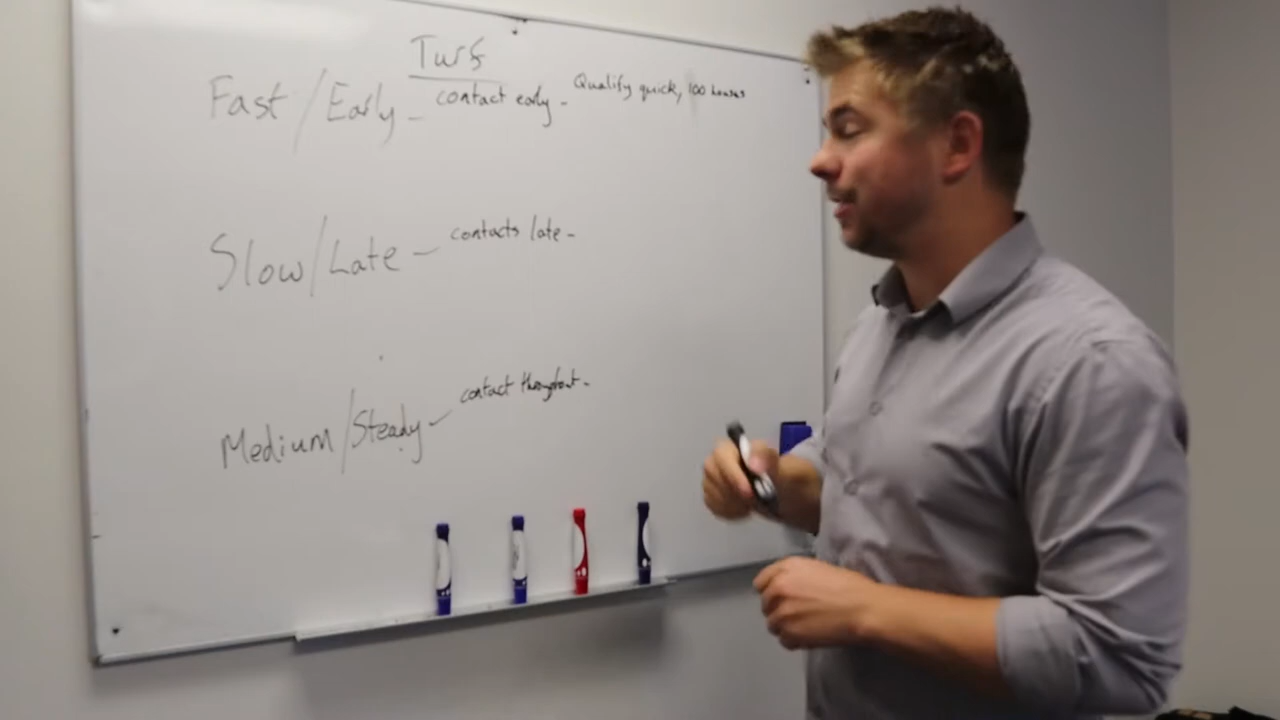 Turf
Fast / Early - contact early - Qualify quick, 100 houses
Slow / Late - contacts late -
Medium / Steady - contact throughout -